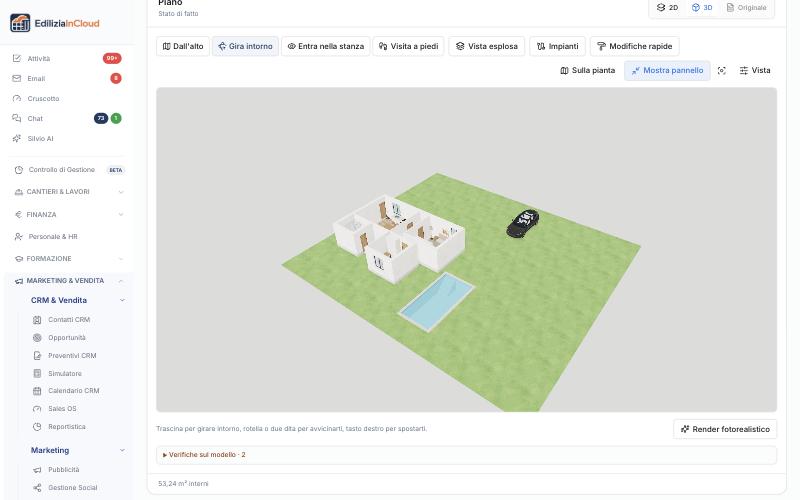 EdiliziaInCloud
Attività 99+
Email 8
Cruscotto
Chat 73 1
Silvio AI
Controllo di Gestione BETA
CANTIERI & LAVORI
FINANZA
Personale & HR
FORMAZIONE
MARKETING & VENDITA
CRM & Vendita
Contatti CRM
Opportunità
Preventivi CRM
Simulatore
Calendario CRM
Sales OS
Reportistica
Marketing
Pubblicità
Gestione Social
Piano
Stato di fatto
2D 3D Originale
Dall'alto Gira intorno Entra nella stanza Visita a piedi Vista esplosa Impianti Modifiche rapide
Sulla pianta Mostra pannello Vista
Trascina per girare intorno, rotella o due dita per avvicinarti, tasto destro per spostarti.
Render fotorealistico
Verifiche sul modello · 2
53,24 m² interni